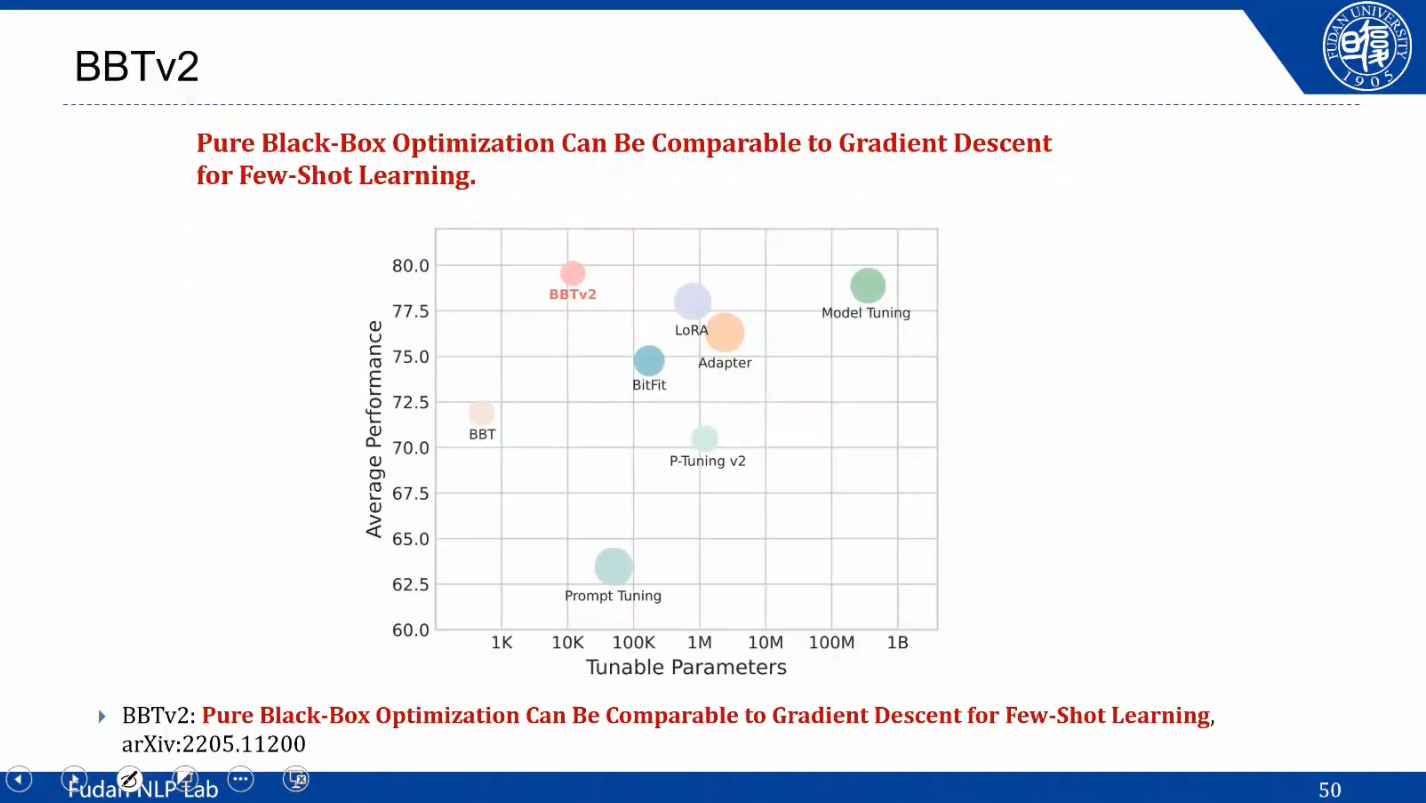 BBTv2
FUDAN UNIVERSITY
1905
Pure Black-Box Optimization Can Be Comparable to Gradient Descent
for Few-Shot Learning.
80.0
77.5
75.0
72.5
70.0
67.5
65.0
62.5
60.0
Average Performance
BBTv2
LoRA
Model Tuning
Adapter
BitFit
BBT
P-Tuning v2
Prompt Tuning
1K 10K 100K 1M 10M 100M 1B
Tunable Parameters
BBTv2: Pure Black-Box Optimization Can Be Comparable to Gradient Descent for Few-Shot Learning,
arXiv:2205.11200
Fudan NLP Lab
50